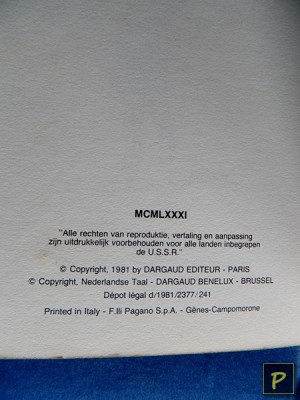 MCMLXXXI
"Alle rechten van reproduktie, vertaling en aanpassing
zijn uitdrukkelijk voorbehouden voor alle landen inbegrepen
de U.S.S.R."
© Copyright, 1981 by DARGAUD EDITEUR - PARIS
© Copyright, Nederlandse Taal - DARGAUD BENELUX - BRUSSEL
Dépot légal d/1981/2377/241
Printed in Italy - F.lli Pagano S.p.A. - Gênes-Campomorone
P